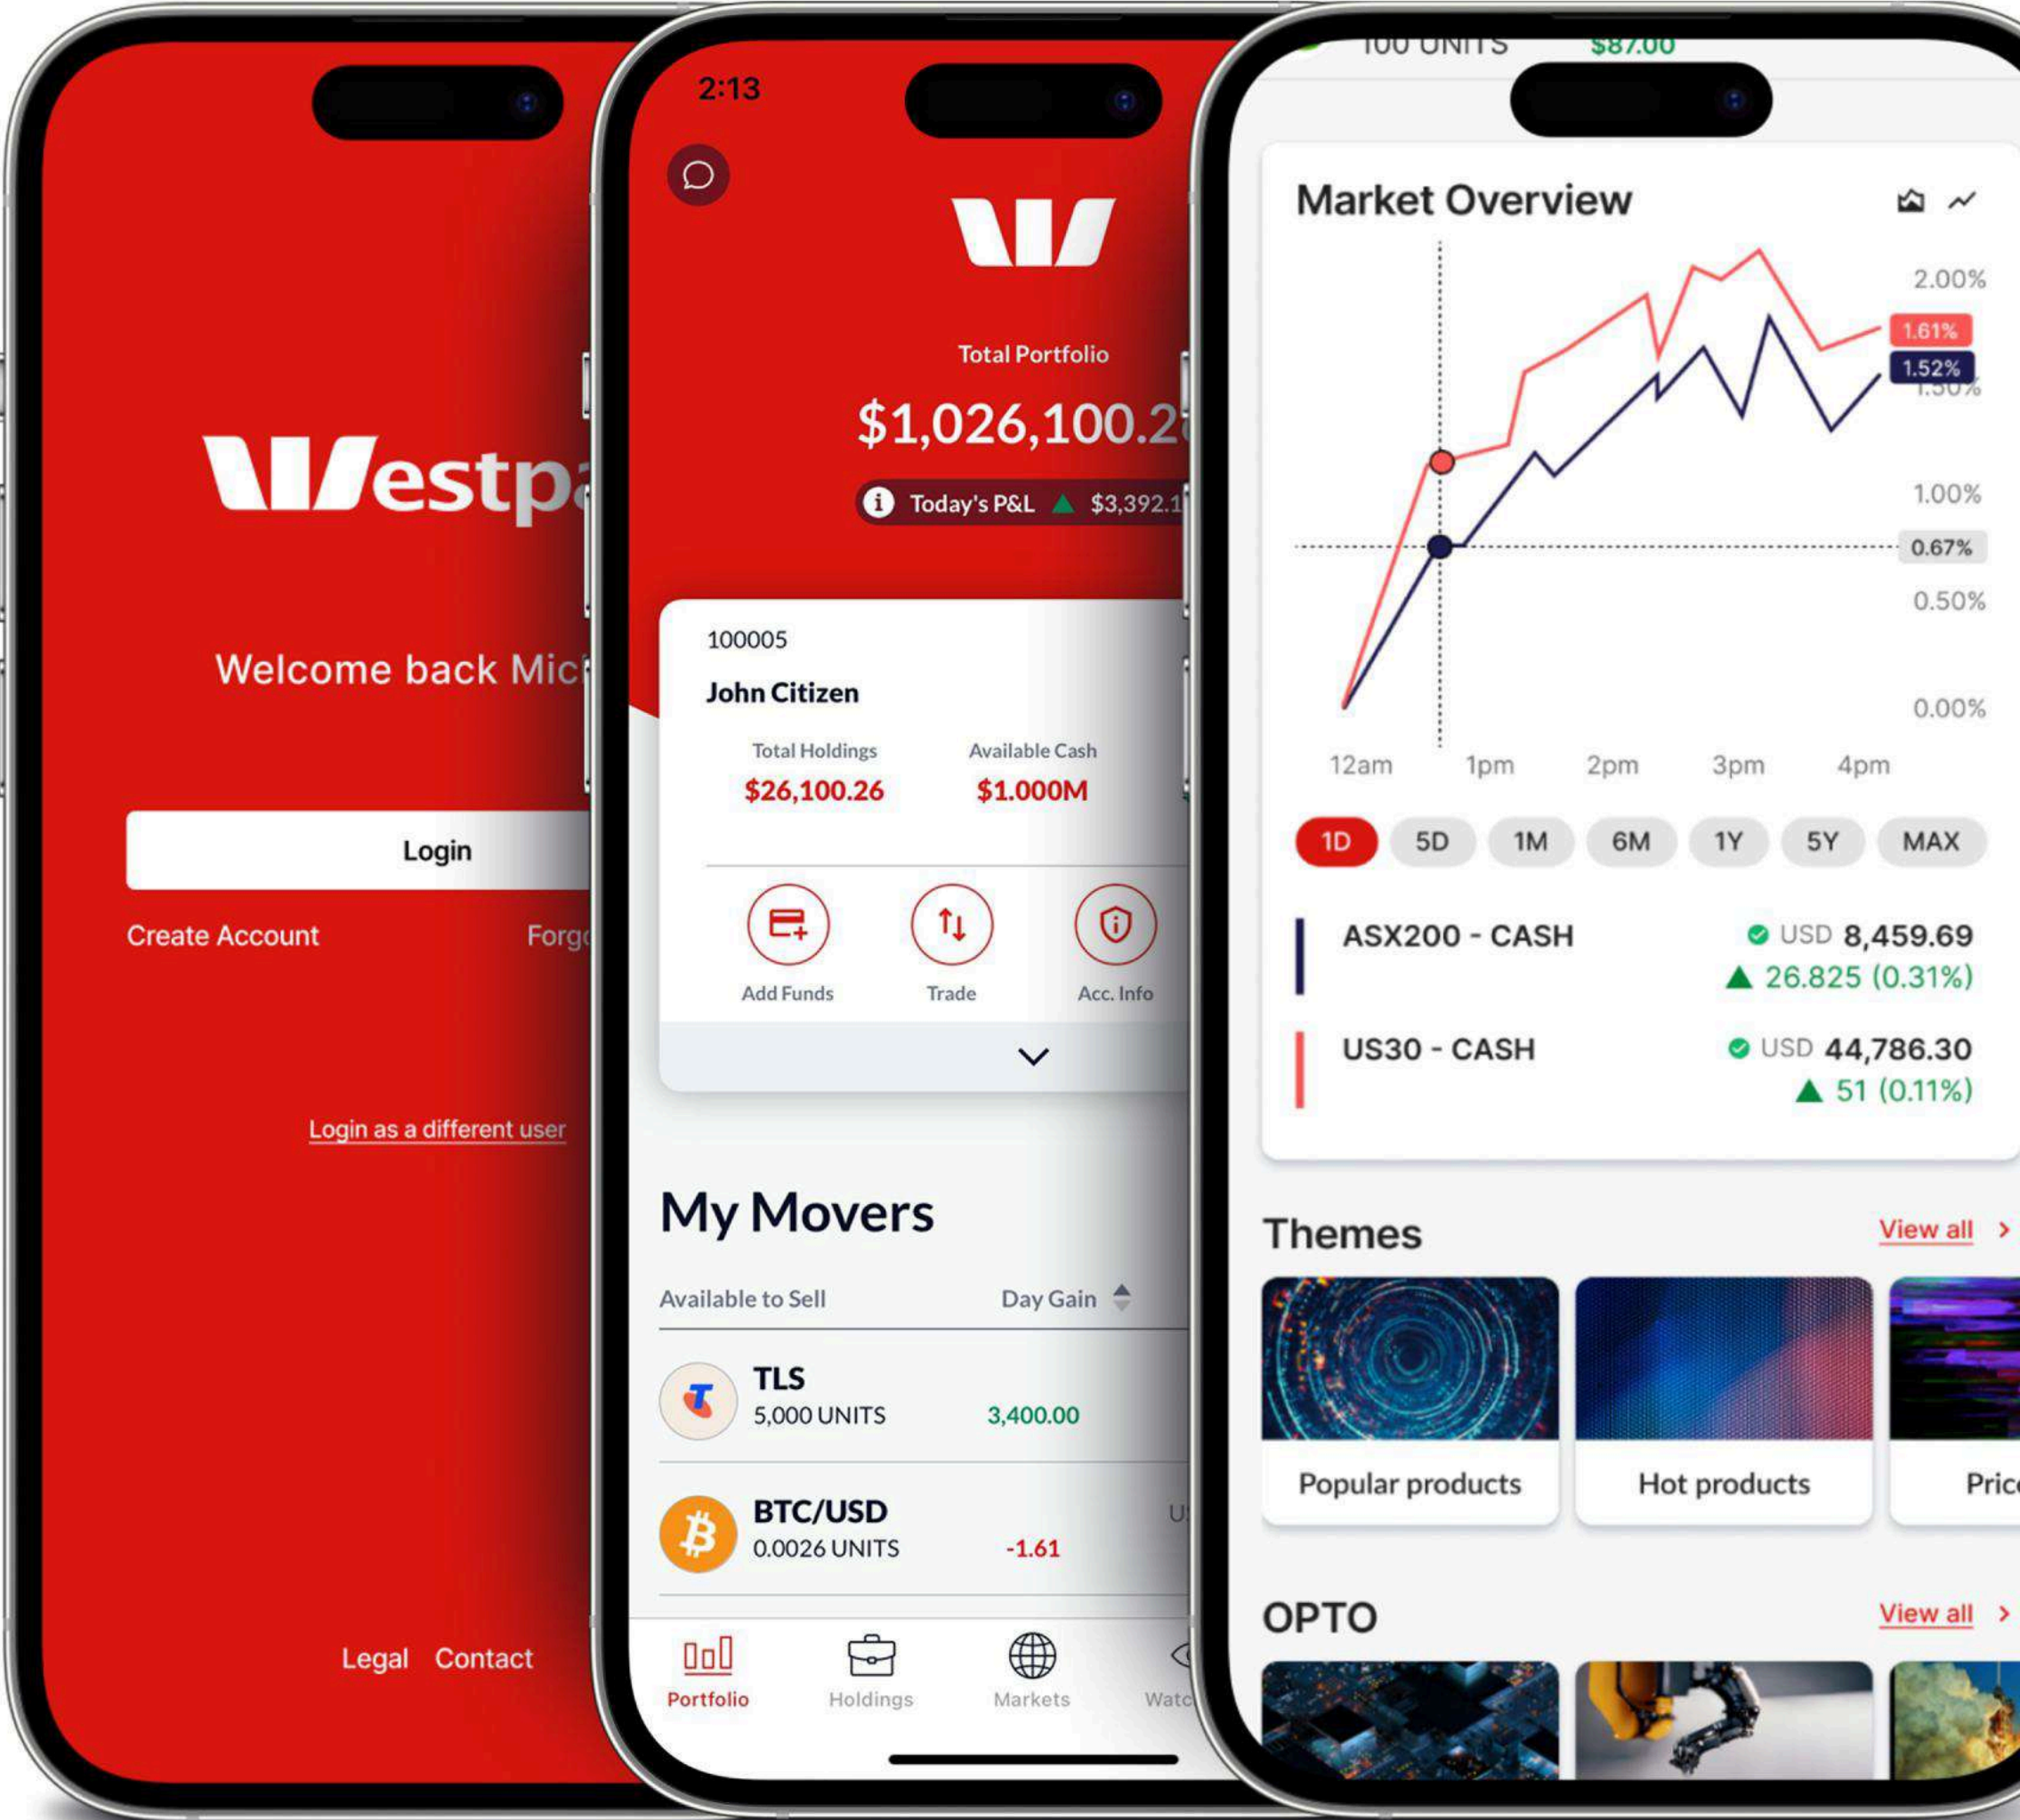 Westp
Welcome back Mic
Login
Create Account
Forgo
Login as a different user
Legal Contact
2:13
Total Portfolio
$1,026,100.2
Today's P&L ▲ $3,392.1
100005
John Citizen
Total Holdings
Available Cash
$26,100.26
$1.000M
Add Funds
Trade
Acc. Info
My Movers
Available to Sell
Day Gain
TLS
5,000 UNITS
3,400.00
BTC/USD
0.0026 UNITS
-1.61
Portfolio
Holdings
Markets
Watc
100 UNITS
$87.00
Market Overview
2.00%
1.61%
1.52%
1.50%
1.00%
0.67%
0.50%
0.00%
12am 1pm 2pm 3pm 4pm
1D 5D 1M 6M 1Y 5Y MAX
ASX200 - CASH
USD 8,459.69
▲ 26.825 (0.31%)
US30 - CASH
USD 44,786.30
▲ 51 (0.11%)
Themes
View all >
Popular products
Hot products
Pric
OPTO
View all >